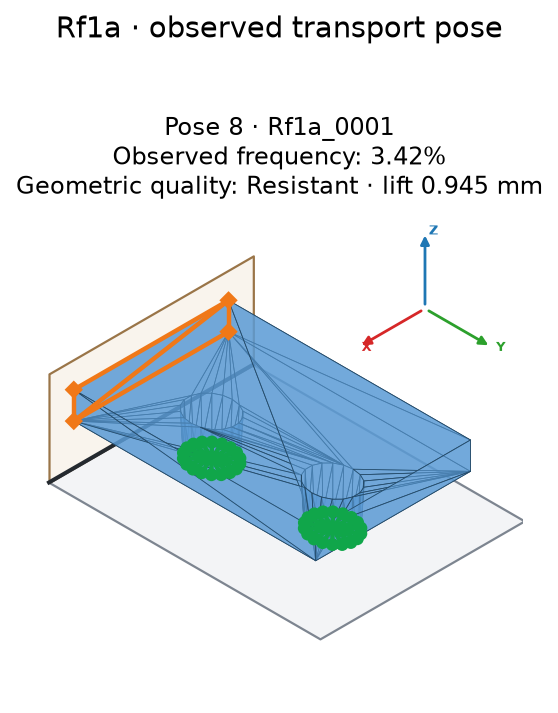 Rf1a · observed transport pose
Pose 8 · Rf1a_0001
Observed frequency: 3.42%
Geometric quality: Resistant · lift 0.945 mm
Z
X
Y